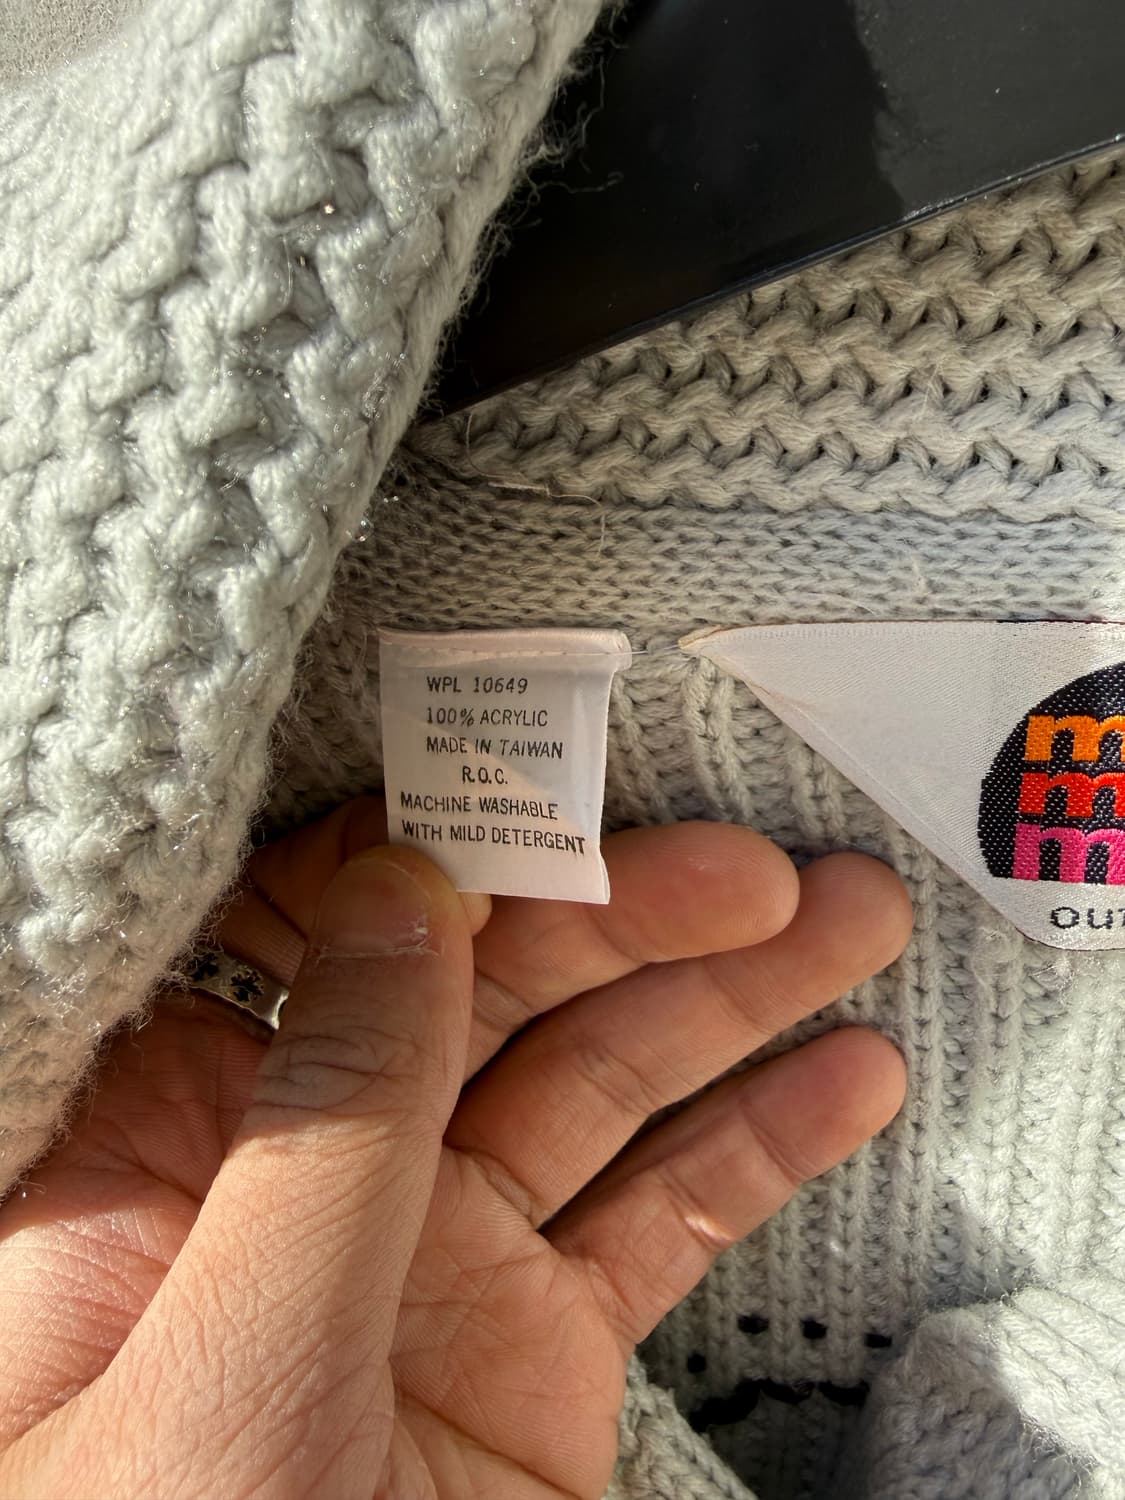 WPL 10649
100% ACRYLIC
MADE IN TAIWAN
R.O.C.
MACHINE WASHABLE
WITH MILD DETERGENT
m
m
m